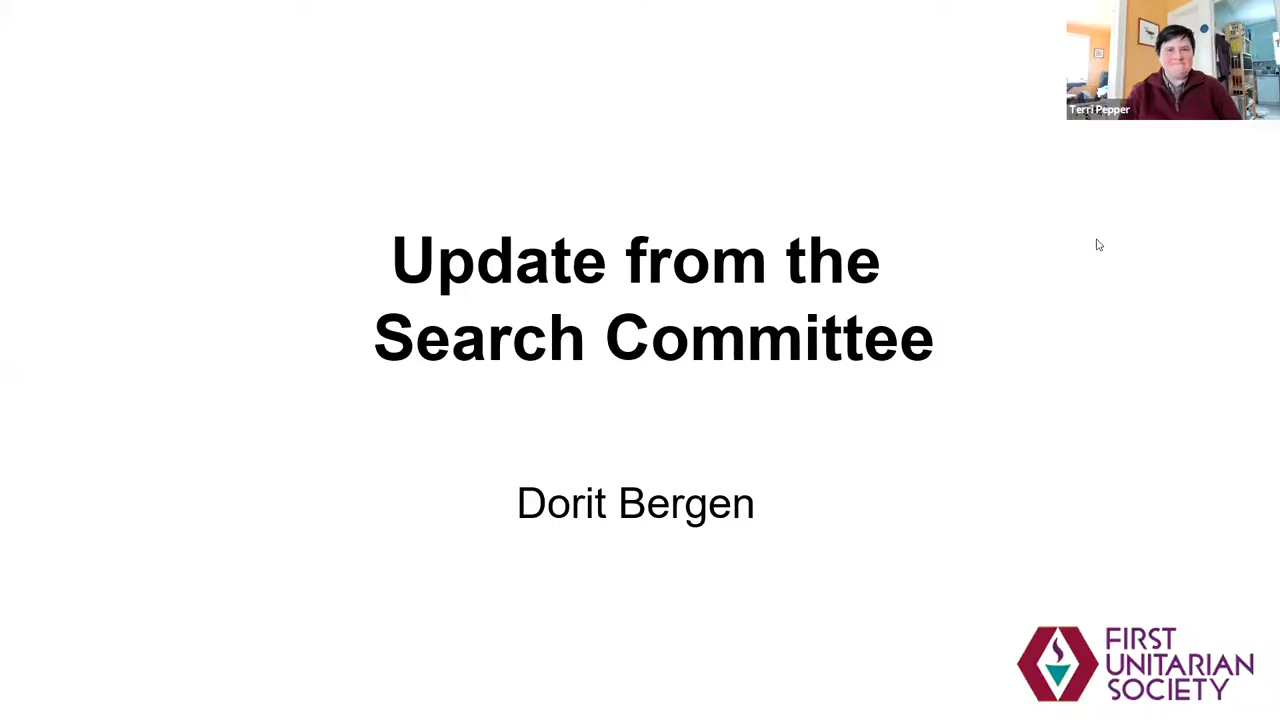 Terri Pepper
Update from the
Search Committee
Dorit Bergen
FIRST
UNITARIAN
SOCIETY